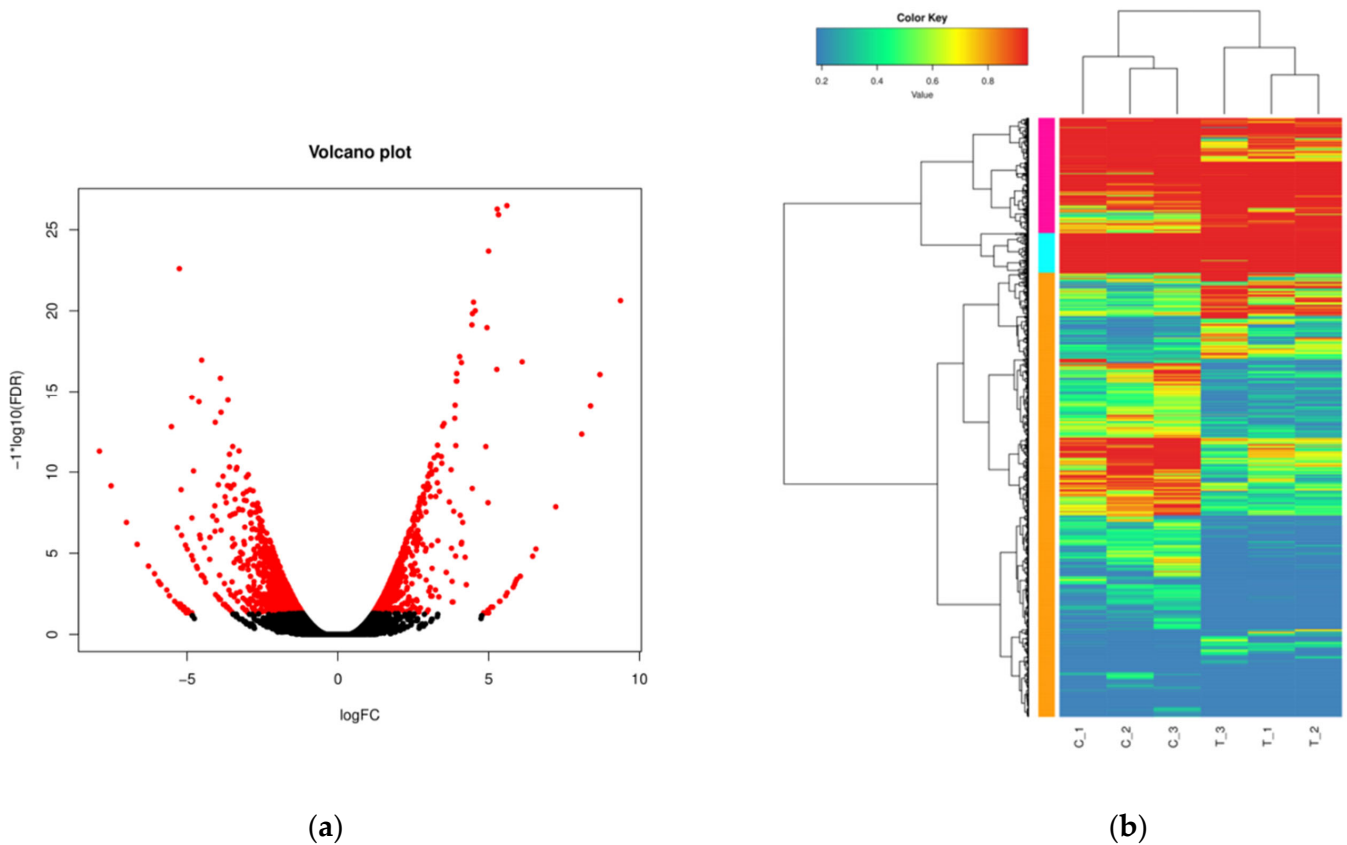 Volcano plot
25
20
15
10
5
0
−1*log10(FDR)
−5 0 5 10
logFC
(a)
Color Key
0.2 0.4 0.6 0.8
Value
C_1 C_2 C_3 T_3 T_1 T_2
(b)